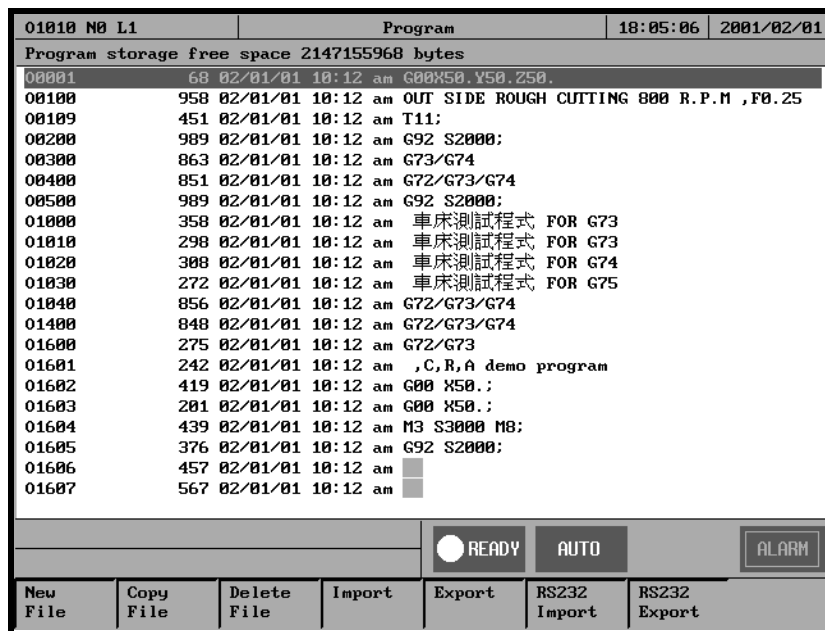 O1010 N0 L1 Program 18:05:06 2001/02/01
Program storage free space 2147155968 bytes
O0001 68 02/01/01 10:12 am G00X50.Y50.Z50.
O0100 958 02/01/01 10:12 am OUT SIDE ROUGH CUTTING 800 R.P.M ,F0.25
O0109 451 02/01/01 10:12 am T11;
O0200 989 02/01/01 10:12 am G92 S2000;
O0300 863 02/01/01 10:12 am G73/G74
O0400 851 02/01/01 10:12 am G72/G73/G74
O0500 989 02/01/01 10:12 am G92 S2000;
O1000 358 02/01/01 10:12 am 車床測試程式 FOR G73
O1010 298 02/01/01 10:12 am 車床測試程式 FOR G73
O1020 308 02/01/01 10:12 am 車床測試程式 FOR G74
O1030 272 02/01/01 10:12 am 車床測試程式 FOR G75
O1040 856 02/01/01 10:12 am G72/G73/G74
O1400 848 02/01/01 10:12 am G72/G73/G74
O1600 275 02/01/01 10:12 am G72/G73
O1601 242 02/01/01 10:12 am ,C,R,A demo program
O1602 419 02/01/01 10:12 am G00 X50.;
O1603 201 02/01/01 10:12 am G00 X50.;
O1604 439 02/01/01 10:12 am M3 S3000 M8;
O1605 376 02/01/01 10:12 am G92 S2000;
O1606 457 02/01/01 10:12 am
O1607 567 02/01/01 10:12 am
READY AUTO ALARM
New Copy Delete Import Export RS232 RS232
File File File Import Export